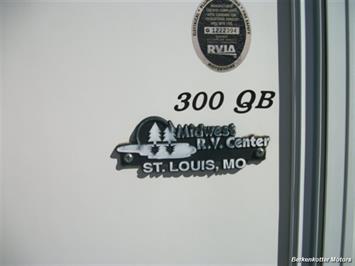 RVIA
300 QB
Midwest
R.V. Center
ST. LOUIS, MO
Berkenkotter Motors